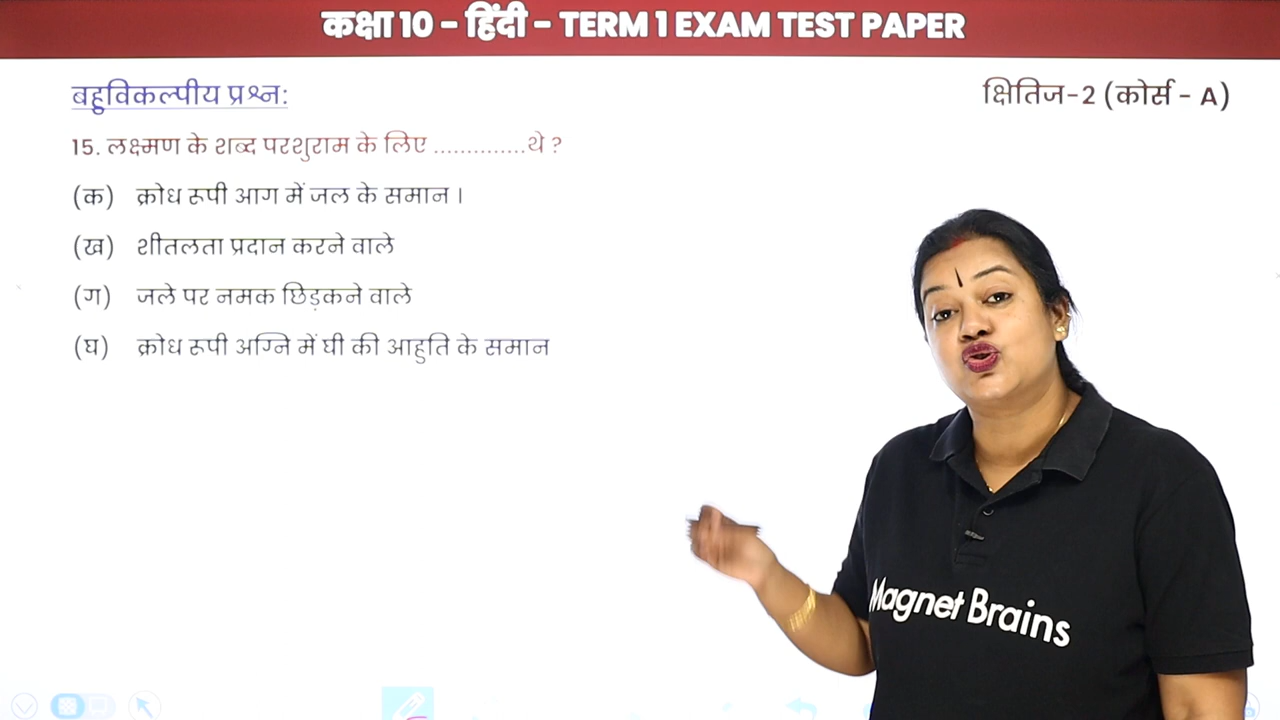 कक्षा 10 - हिंदी - TERM 1 EXAM TEST PAPER
बहुविकल्पीय प्रश्न:
क्षितिज-2 (कोर्स - A)
15. लक्ष्मण के शब्द परशुराम के लिए ..............थे ?
(क) क्रोध रूपी आग में जल के समान ।
(ख) शीतलता प्रदान करने वाले
(ग) जले पर नमक छिड़कने वाले
(घ) क्रोध रूपी अग्नि में घी की आहुति के समान
Magnet Brains